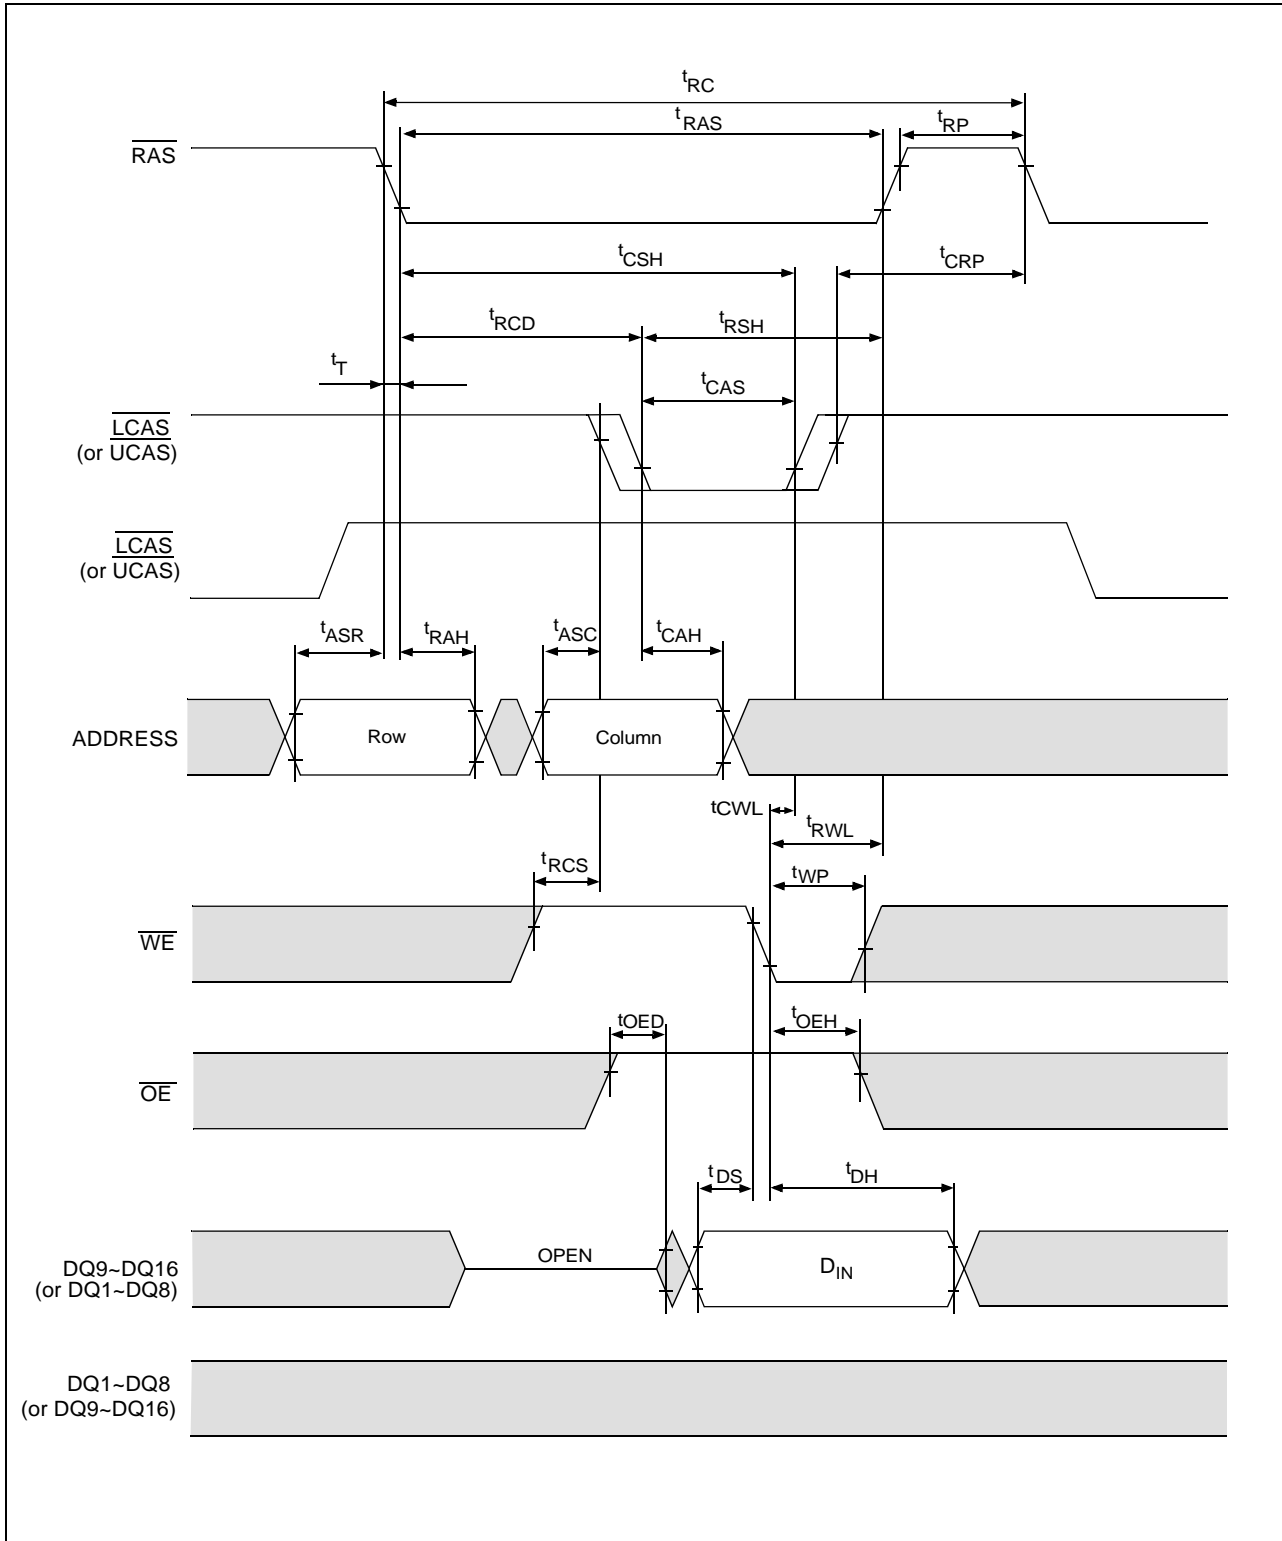 tRC
tRAS
tRP
RAS
tCSH
tCRP
tRCD
tRSH
tT
tCAS
LCAS
(or UCAS)
LCAS
(or UCAS)
tASR
tRAH
tASC
tCAH
ADDRESS
Row
Column
tCWL
tRWL
tRCS
tWP
WE
tOED
tOEH
OE
tDS
tDH
DQ9~DQ16
(or DQ1~DQ8)
OPEN
DIN
DQ1~DQ8
(or DQ9~DQ16)